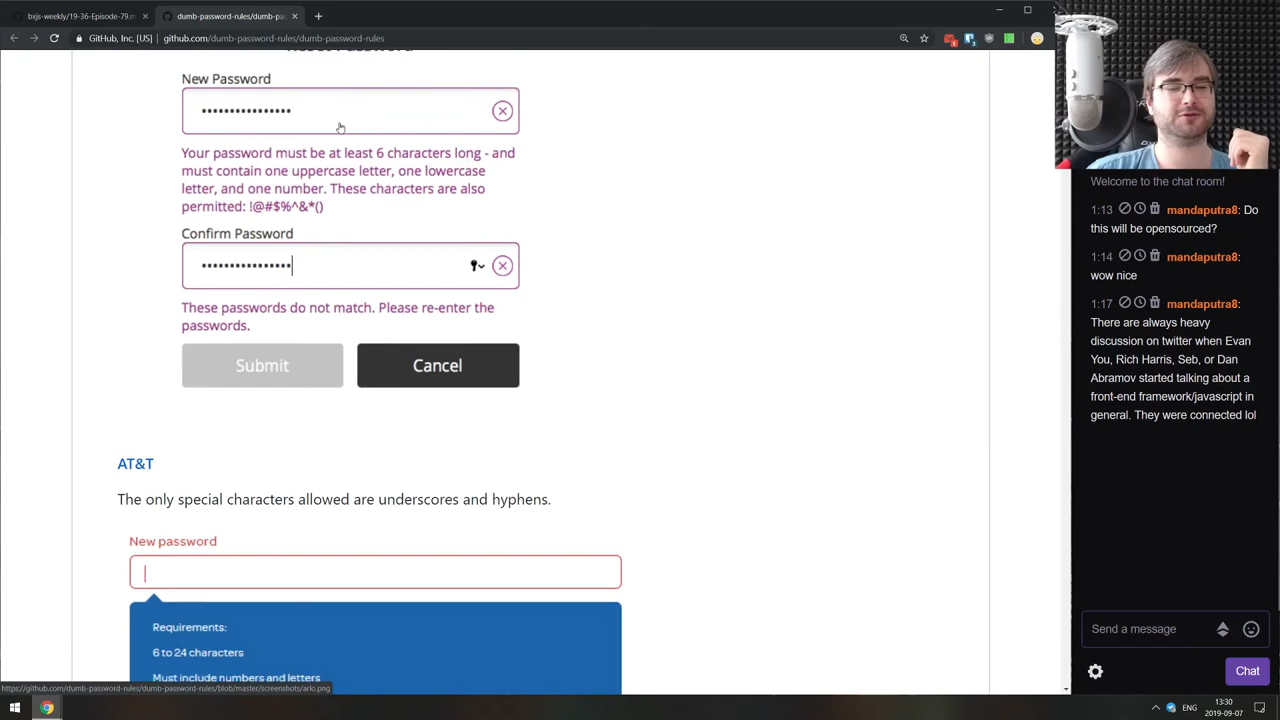 bxjs-weekly/19-36-Episode-79.m
dumb-password-rules/dumb-pas
GitHub, Inc. [US]
github.com/dumb-password-rules/dumb-password-rules
New Password
••••••••••••••••
Your password must be at least 6 characters long - and
must contain one uppercase letter, one lowercase
letter, and one number. These characters are also
permitted: !@#$%^&*()
Confirm Password
••••••••••••••••
These passwords do not match. Please re-enter the
passwords.
Submit
Cancel
AT&T
The only special characters allowed are underscores and hyphens.
New password
Requirements:
6 to 24 characters
Must include numbers and letters
https://github.com/dumb-password-rules/dumb-password-rules/blob/master/screenshots/arlo.png
Welcome to the chat room!
1:13 mandaputra8: Do
this will be opensourced?
1:14 mandaputra8:
wow nice
1:17 mandaputra8:
There are always heavy
discussion on twitter when Evan
You, Rich Harris, Seb, or Dan
Abramov started talking about a
front-end framework/javascript in
general. They were connected lol
Send a message
Chat
ENG
13:30
2019-09-07